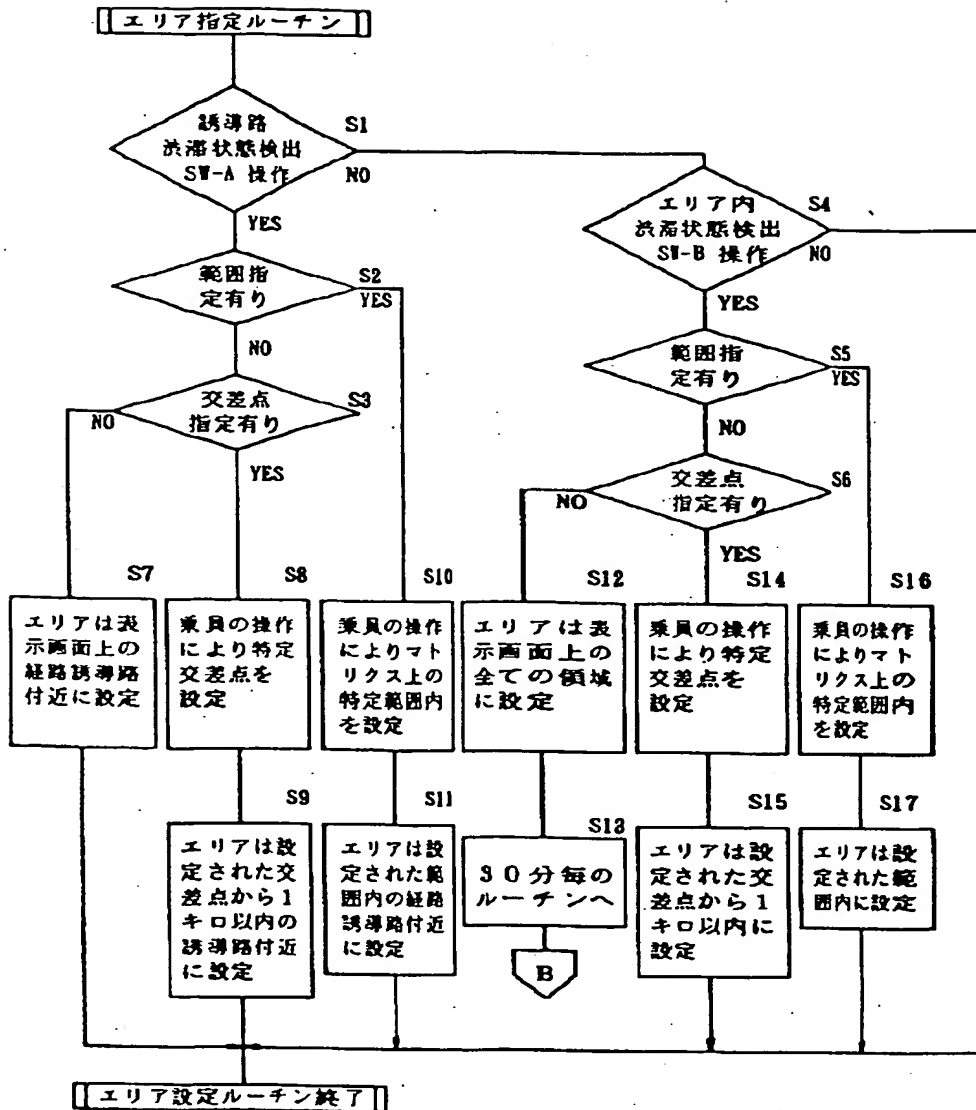 エリア指定ルーチン
誘導路
渋滞状態検出
SW-A 操作
S1
NO
YES
範囲指
定有り
S2
YES
NO
交差点
指定有り
S3
NO
YES
エリア内
渋滞状態検出
SW-B 操作
S4
NO
YES
範囲指
定有り
S5
YES
NO
交差点
指定有り
S6
NO
YES
S7
エリアは表
示画面上の
経路誘導路
付近に設定
S8
乗員の操作
により特定
交差点を
設定
S10
乗員の操作
によりマト
リクス上の
特定範囲内
を設定
S12
エリアは表
示画面上の
全ての領域
に設定
S14
乗員の操作
により特定
交差点を
設定
S16
乗員の操作
によりマト
リクス上の
特定範囲内
を設定
S9
エリアは設
定された交
差点から1
キロ以内の
誘導路付近
に設定
S11
エリアは設
定された範
囲内の経路
誘導路付近
に設定
S13
30分毎の
ルーチンへ
B
S15
エリアは設
定された交
差点から1
キロ以内に
設定
S17
エリアは設
定された範
囲内に設定
エリア設定ルーチン終了